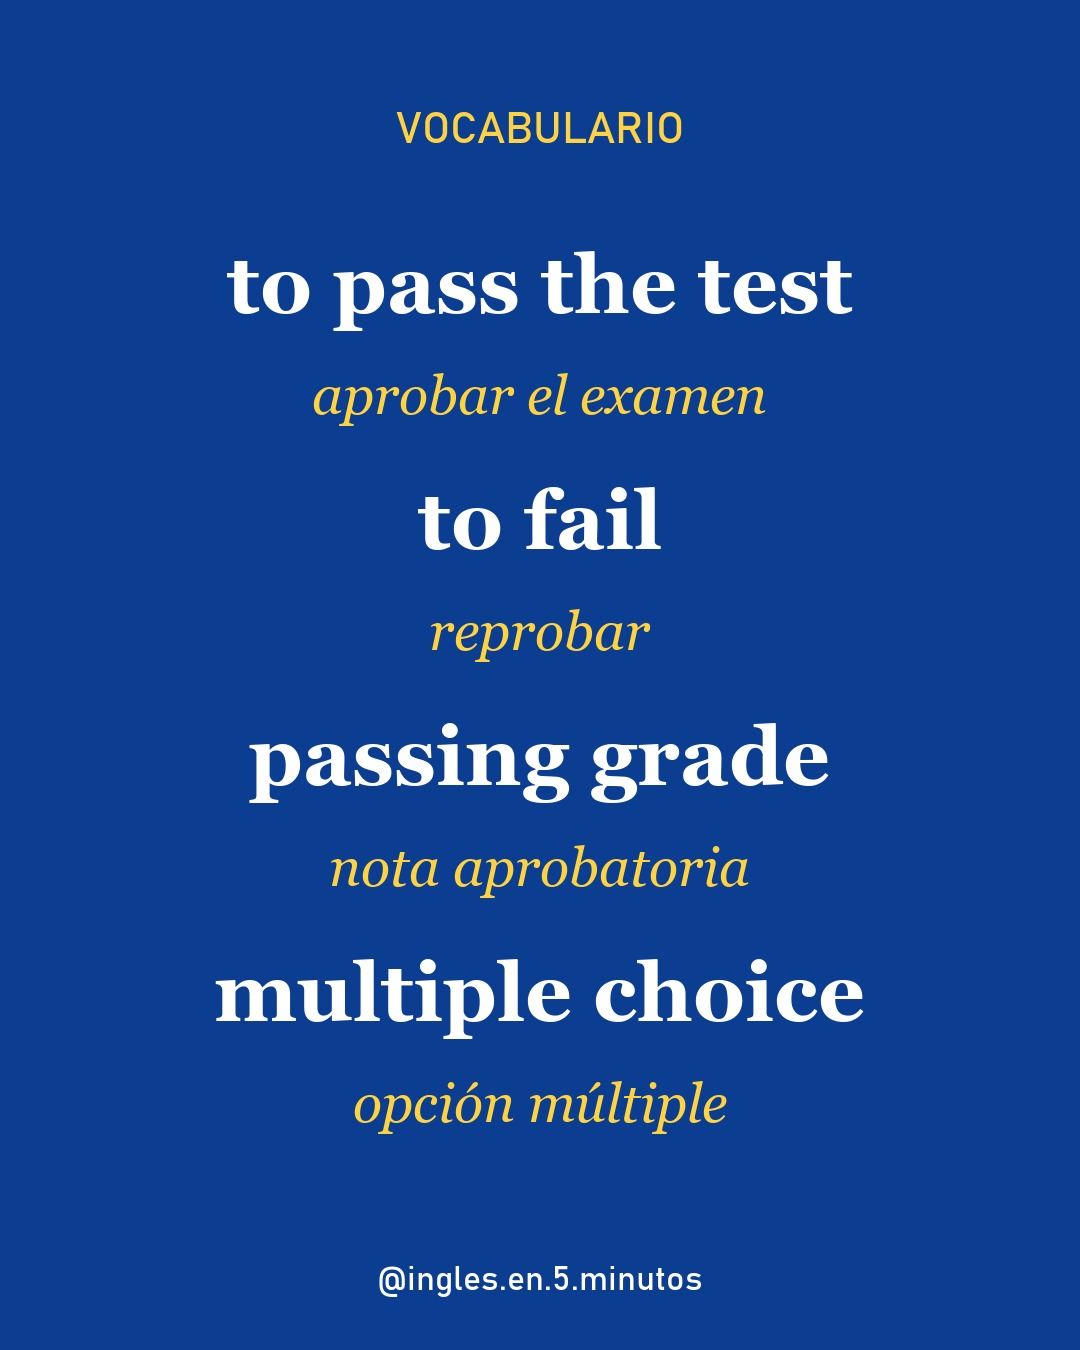 VOCABULARIO
to pass the test
aprobar el examen
to fail
reprobar
passing grade
nota aprobatoria
multiple choice
opción múltiple
@ingles.en.5.minutos